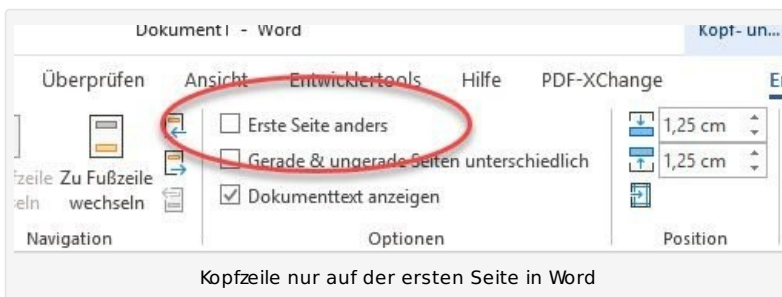 Dokument1 - Word
Kopf- un...
Überprüfen Ansicht Entwicklertools Hilfe PDF-XChange
Erste Seite anders
1,25 cm
Zu Fußzeile
Gerade & ungerade Seiten unterschiedlich
1,25 cm
wechseln
Dokumenttext anzeigen
Navigation
Optionen
Position
Kopfzeile nur auf der ersten Seite in Word